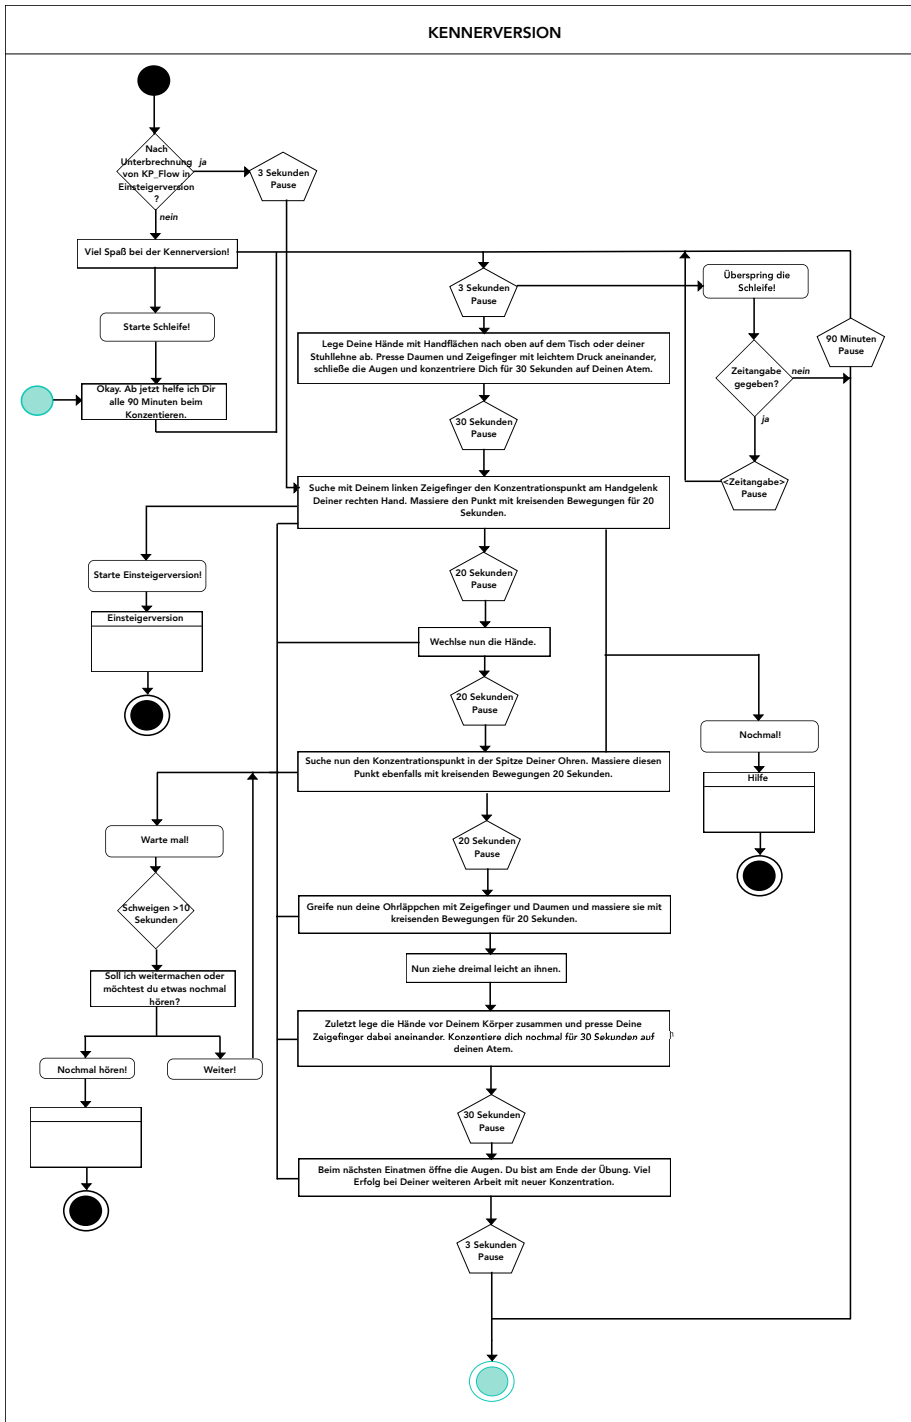 KENNERVERSION
Nach
Unterbrechnung
von KP_Flow in
Einsteigerversion
?
ja
3 Sekunden
Pause
nein
Viel Spaß bei der Kennerversion!
Starte Schleife!
Okay. Ab jetzt helfe ich Dir
alle 90 Minuten beim
Konzentieren.
3 Sekunden
Pause
Überspring die
Schleife!
90 Minuten
Pause
Zeitangabe
gegeben?
nein
ja
<Zeitangabe>
Pause
Lege Deine Hände mit Handflächen nach oben auf dem Tisch oder deiner
Stuhllehne ab. Presse Daumen und Zeigefinger mit leichtem Druck aneinander,
schließe die Augen und konzentriere Dich für 30 Sekunden auf Deinen Atem.
30 Sekunden
Pause
Suche mit Deinem linken Zeigefinger den Konzentrationspunkt am Handgelenk
Deiner rechten Hand. Massiere den Punkt mit kreisenden Bewegungen für 20
Sekunden.
Starte Einsteigerversion!
Einsteigerversion
20 Sekunden
Pause
Wechlse nun die Hände.
20 Sekunden
Pause
Nochmal!
Hilfe
Suche nun den Konzentrationspunkt in der Spitze Deiner Ohren. Massiere diesen
Punkt ebenfalls mit kreisenden Bewegungen 20 Sekunden.
Warte mal!
Schweigen >10
Sekunden
Soll ich weitermachen oder
möchtest du etwas nochmal
hören?
Nochmal hören!
Weiter!
20 Sekunden
Pause
Greife nun deine Ohrläppchen mit Zeigefinger und Daumen und massiere sie mit
kreisenden Bewegungen für 20 Sekunden.
Nun ziehe dreimal leicht an ihnen.
Zuletzt lege die Hände vor Deinem Körper zusammen und presse Deine
Zeigefinger dabei aneinander. Konzentiere dich nochmal für 30 Sekunden auf
deinen Atem.
30 Sekunden
Pause
Beim nächsten Einatmen öffne die Augen. Du bist am Ende der Übung. Viel
Erfolg bei Deiner weiteren Arbeit mit neuer Konzentration.
3 Sekunden
Pause